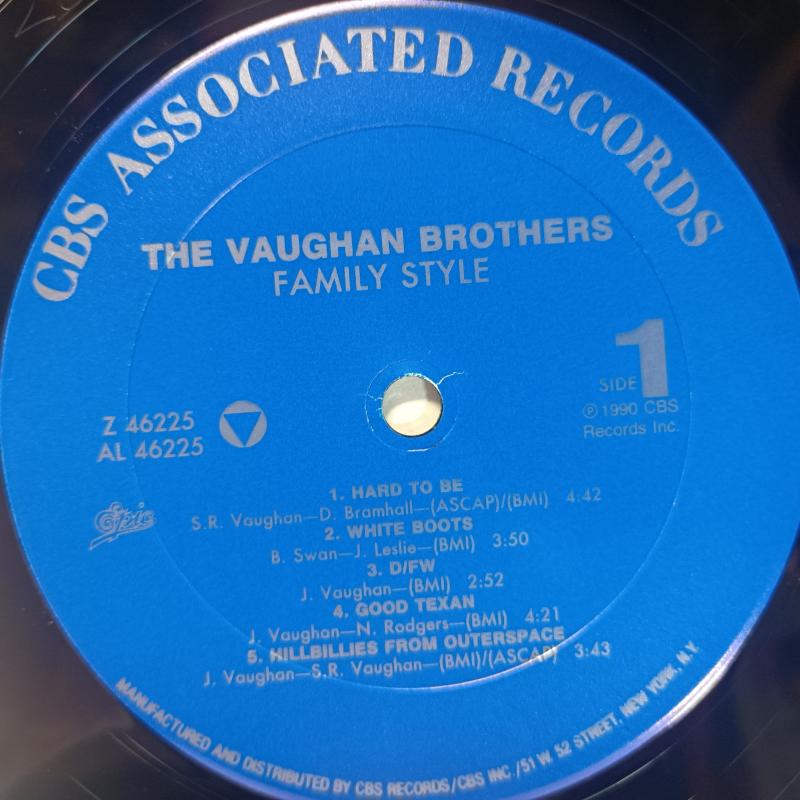 CBS ASSOCIATED RECORDS
THE VAUGHAN BROTHERS
FAMILY STYLE
SIDE 1
Ⓟ 1990 CBS
Records Inc.
Z 46225
AL 46225
Epic
1. HARD TO BE
S.R. Vaughan—D. Bramhall—(ASCAP)/(BMI) 4:42
2. WHITE BOOTS
B. Swan—J. Leslie—(BMI) 3:50
3. D/FW
J. Vaughan—(BMI) 2:52
4. GOOD TEXAN
J. Vaughan—N. Rodgers—(BMI) 4:21
5. HILLBILLIES FROM OUTERSPACE
J. Vaughan—S.R. Vaughan—(BMI)/(ASCAP) 3:43
MANUFACTURED AND DISTRIBUTED BY CBS RECORDS/CBS INC./51 W. 52 STREET, NEW YORK, N.Y.